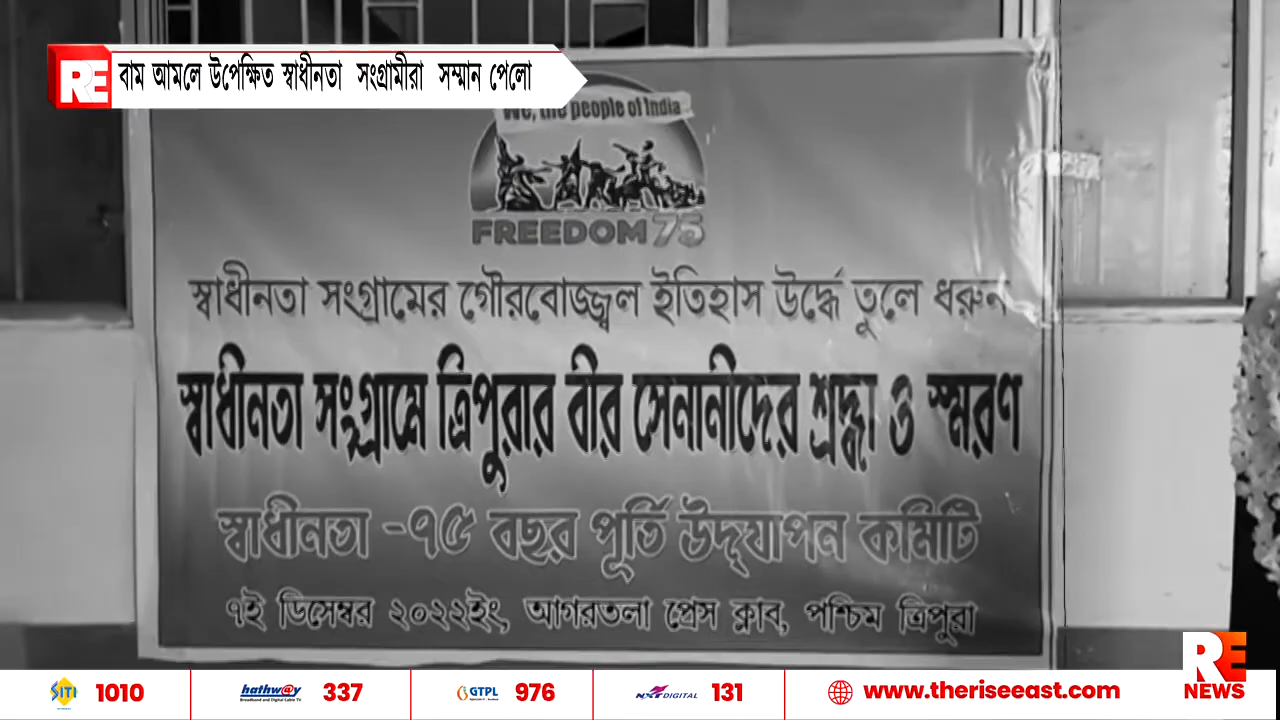 RE বাম আমলে উপেক্ষিত স্বাধীনতা সংগ্রামীরা সম্মান পেলো
We, the people of India
FREEDOM 75
স্বাধীনতা সংগ্রামের গৌরবোজ্জ্বল ইতিহাস উর্দ্ধে তুলে ধরুন
স্বাধীনতা সংগ্রামে ত্রিপুরার বীর সেনানীদের শ্রদ্ধা ও স্মরণ
স্বাধীনতা -৭৫ বছর পূর্তি উদ্‌যাপন কমিটি
৭ই ডিসেম্বর ২০২২ইং, আগরতলা প্রেস ক্লাব, পশ্চিম ত্রিপুরা
RE
NEWS
SITI 1010 hathw@y 337 GTPL 976 NXT DIGITAL 131 www.theriseeast.com